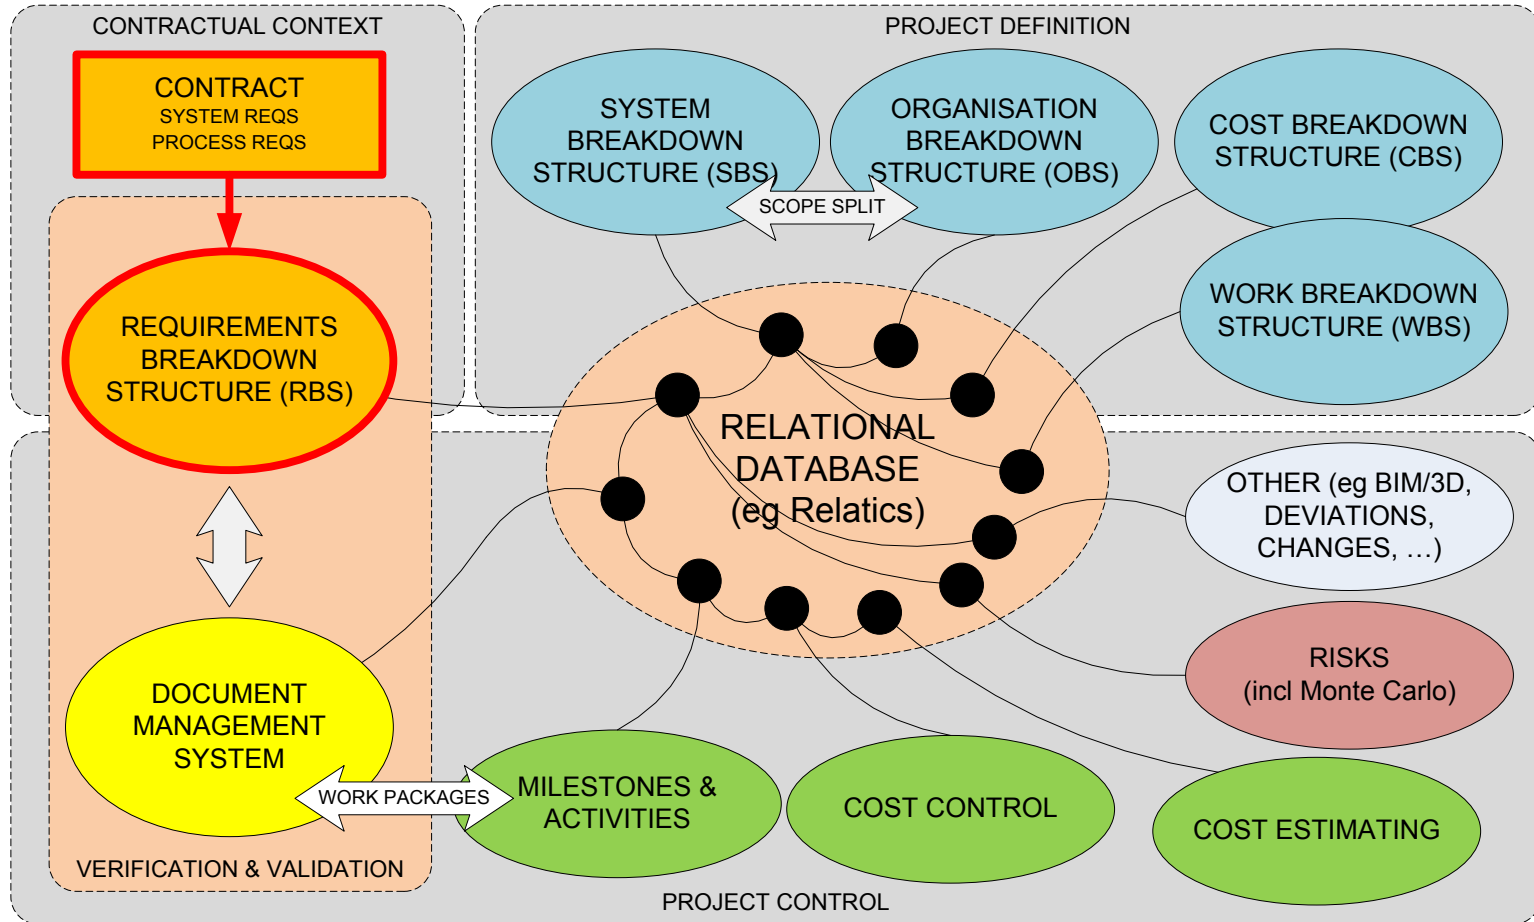 CONTRACTUAL CONTEXT
CONTRACT
SYSTEM REQS
PROCESS REQS
REQUIREMENTS
BREAKDOWN
STRUCTURE (RBS)
DOCUMENT
MANAGEMENT
SYSTEM
VERIFICATION & VALIDATION
PROJECT DEFINITION
SYSTEM
BREAKDOWN
STRUCTURE (SBS)
SCOPE SPLIT
ORGANISATION
BREAKDOWN
STRUCTURE (OBS)
COST BREAKDOWN
STRUCTURE (CBS)
WORK BREAKDOWN
STRUCTURE (WBS)
RELATIONAL
DATABASE
(eg Relatics)
OTHER (eg BIM/3D,
DEVIATIONS,
CHANGES, …)
RISKS
(incl Monte Carlo)
WORK PACKAGES
MILESTONES &
ACTIVITIES
COST CONTROL
COST ESTIMATING
PROJECT CONTROL